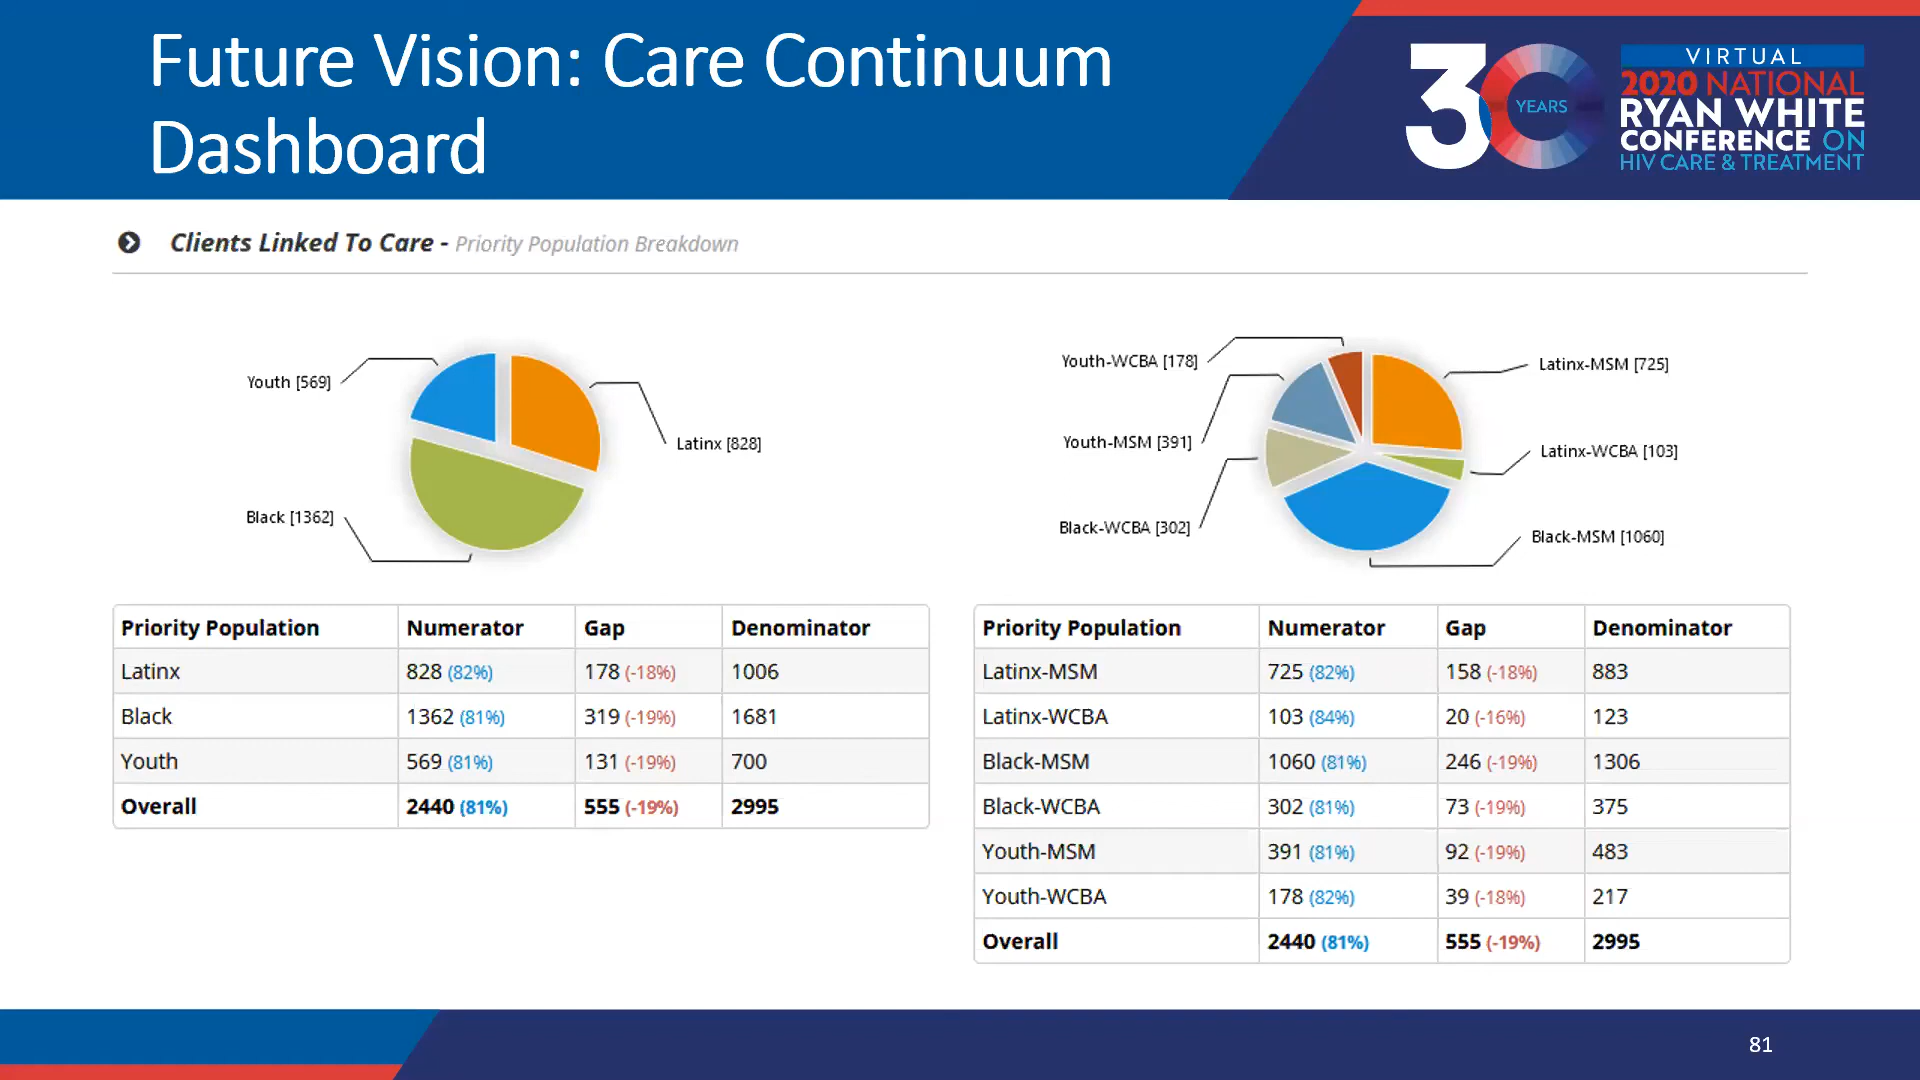 Future Vision: Care Continuum
Dashboard
30
YEARS
VIRTUAL
2020 NATIONAL
RYAN WHITE
CONFERENCE ON
HIV CARE & TREATMENT
Clients Linked To Care - Priority Population Breakdown
Youth [569]
Latinx [828]
Black [1362]
Youth-WCBA [178]
Latinx-MSM [725]
Youth-MSM [391]
Latinx-WCBA [103]
Black-WCBA [302]
Black-MSM [1060]
Priority Population Numerator Gap Denominator
Latinx 828 (82%) 178 (-18%) 1006
Black 1362 (81%) 319 (-19%) 1681
Youth 569 (81%) 131 (-19%) 700
Overall 2440 (81%) 555 (-19%) 2995
Priority Population Numerator Gap Denominator
Latinx-MSM 725 (82%) 158 (-18%) 883
Latinx-WCBA 103 (84%) 20 (-16%) 123
Black-MSM 1060 (81%) 246 (-19%) 1306
Black-WCBA 302 (81%) 73 (-19%) 375
Youth-MSM 391 (81%) 92 (-19%) 483
Youth-WCBA 178 (82%) 39 (-18%) 217
Overall 2440 (81%) 555 (-19%) 2995
81